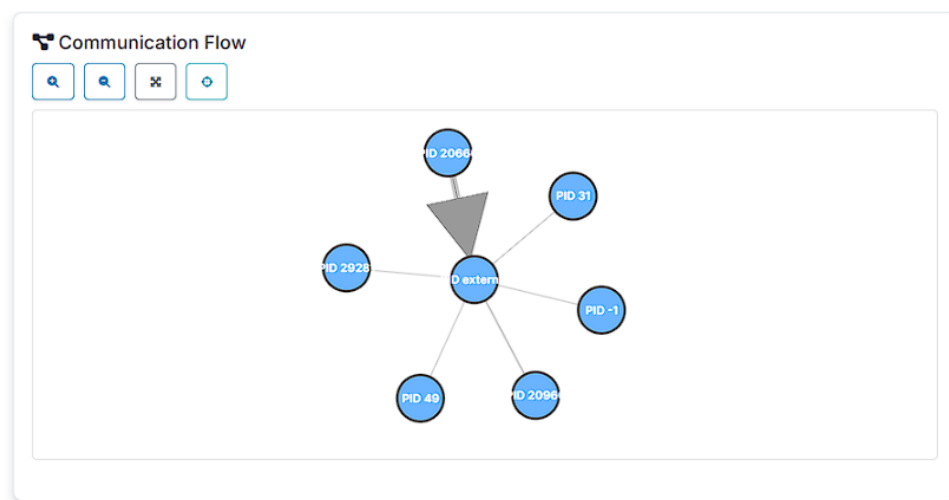 Communication Flow
PID 2066
PID 31
PID 2928
D extern
PID -1
PID 49
PID 2096